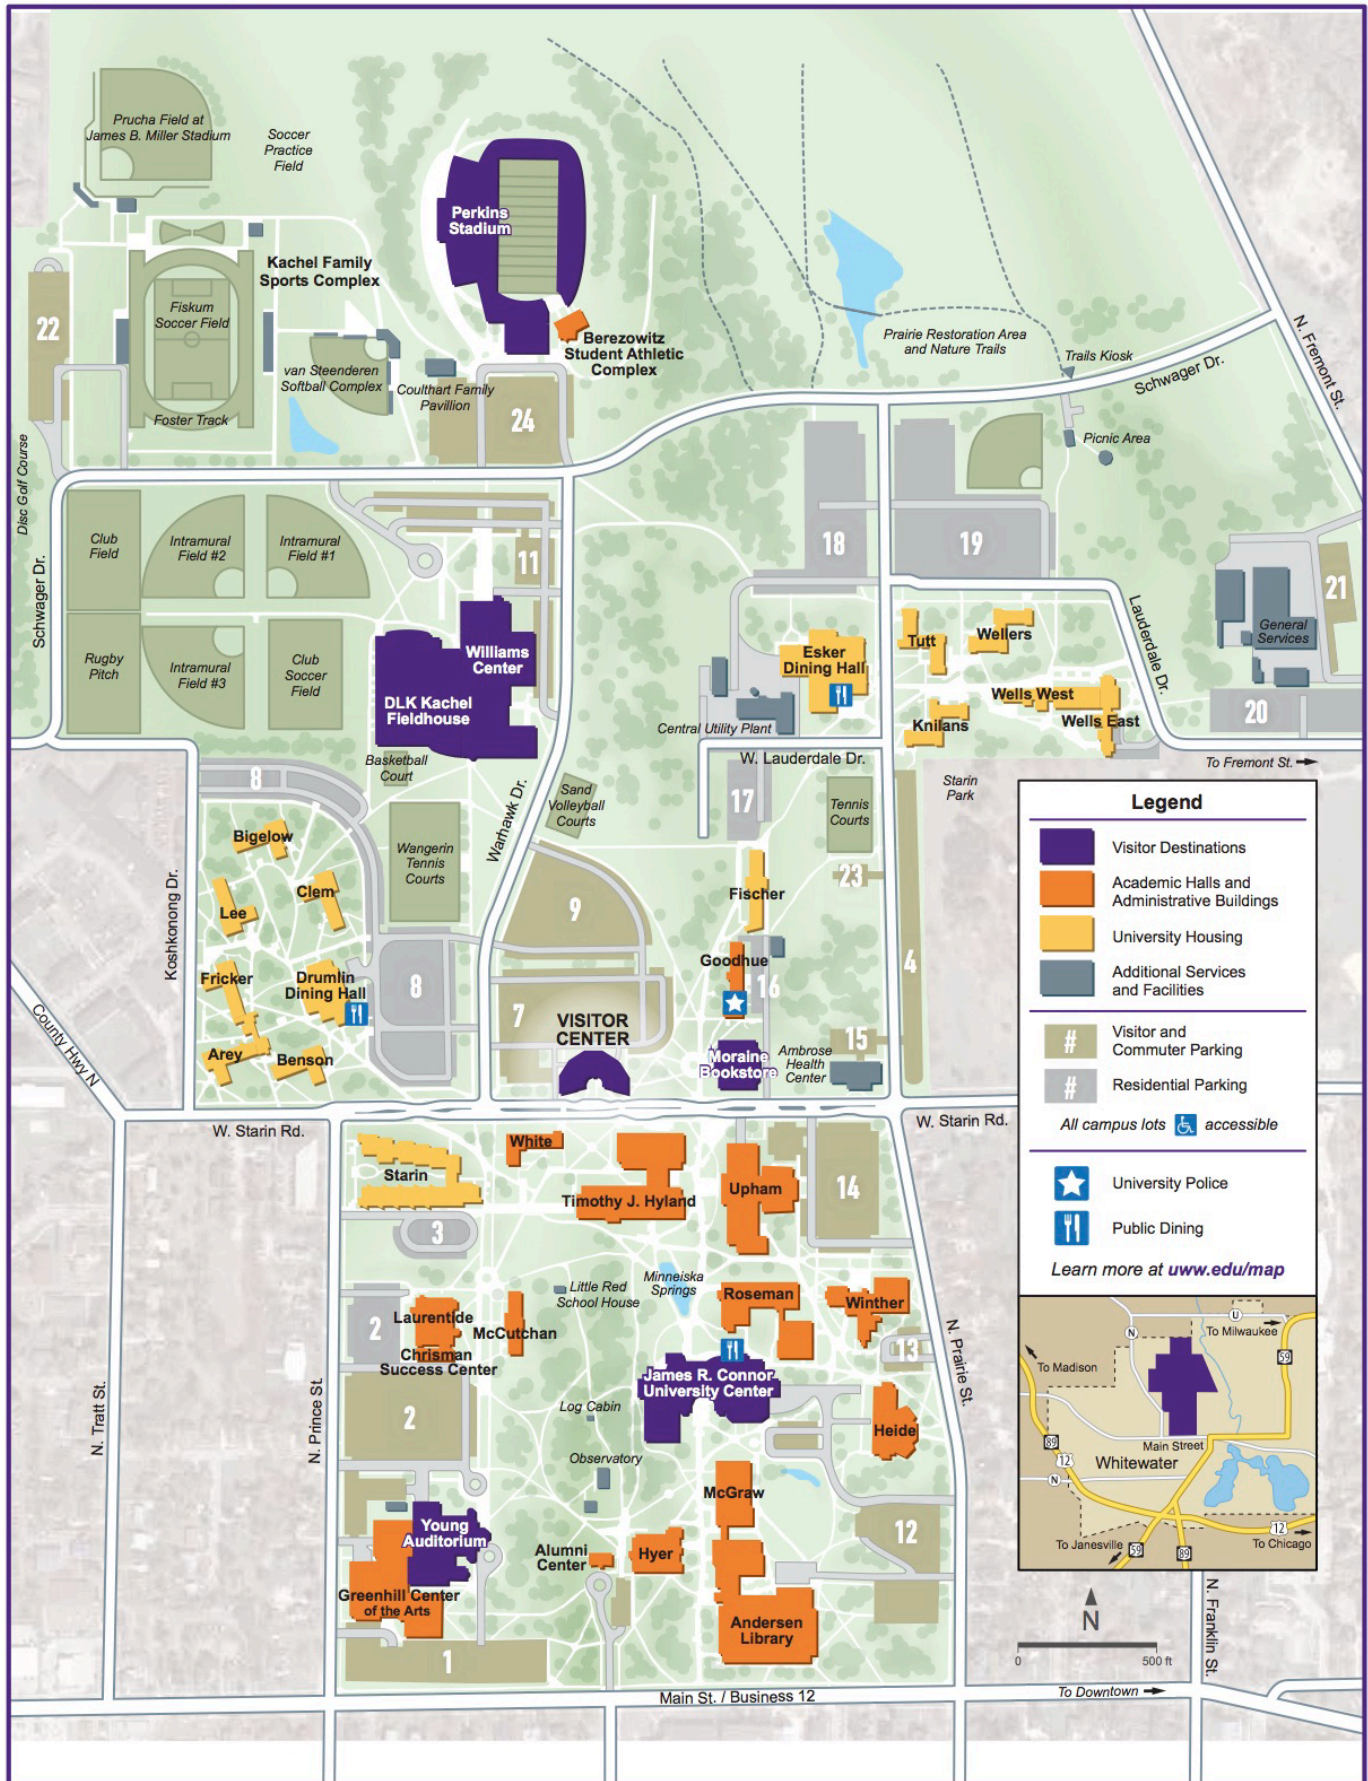 Prucha Field at
James B. Miller Stadium
Soccer
Practice
Field
Perkins
Stadium
Kachel Family
Sports Complex
Fiskum
Soccer Field
22
Berezowitz
Student Athletic
Complex
van Steenderen
Softball Complex
Coulthart Family
Pavillion
Foster Track
24
Prairie Restoration Area
and Nature Trails
Trails Kiosk
Schwager Dr.
N. Fremont St.
Picnic Area
Disc Golf Course
Schwager Dr.
Club
Field
Intramural
Field #2
Intramural
Field #1
11
18
19
21
General
Services
20
Rugby
Pitch
Intramural
Field #3
Club
Soccer
Field
Williams
Center
DLK Kachel
Fieldhouse
Esker
Dining Hall
Tutt
Wellers
Lauderdale Dr.
Wells West
Wells East
Knilans
Central Utility Plant
W. Lauderdale Dr.
To Fremont St.
Basketball
Court
8
Sand
Volleyball
Courts
17
Tennis
Courts
Starin
Park
Warhawk Dr.
Wangerin
Tennis
Courts
Bigelow
Clem
Lee
Koshkonong Dr.
9
Fischer
23
4
Fricker
Drumlin
Dining Hall
8
Goodhue
16
7
VISITOR
CENTER
Arey
Benson
Moraine
Bookstore
Ambrose
Health
Center
15
County Hwy N
W. Starin Rd.
W. Starin Rd.
Legend
Visitor Destinations
Academic Halls and
Administrative Buildings
University Housing
Additional Services
and Facilities
#
Visitor and
Commuter Parking
#
Residential Parking
All campus lots accessible
University Police
Public Dining
Learn more at uww.edu/map
White
Starin
Timothy J. Hyland
Upham
14
3
Little Red
School House
Minneiska
Springs
Roseman
Winther
2
Laurentide
McCutchan
Chrisman
Success Center
13
N. Prairie St.
James R. Connor
University Center
N. Tratt St.
N. Prince St.
2
Log Cabin
Heide
Observatory
McGraw
Young
Auditorium
12
Alumni
Center
Hyer
Greenhill Center
of the Arts
Andersen
Library
1
Main St. / Business 12
To Downtown
U
N
To Milwaukee
59
To Madison
Main Street
89
12
Whitewater
N
12
To Janesville
59
89
To Chicago
N
0
500 ft
N. Franklin St.